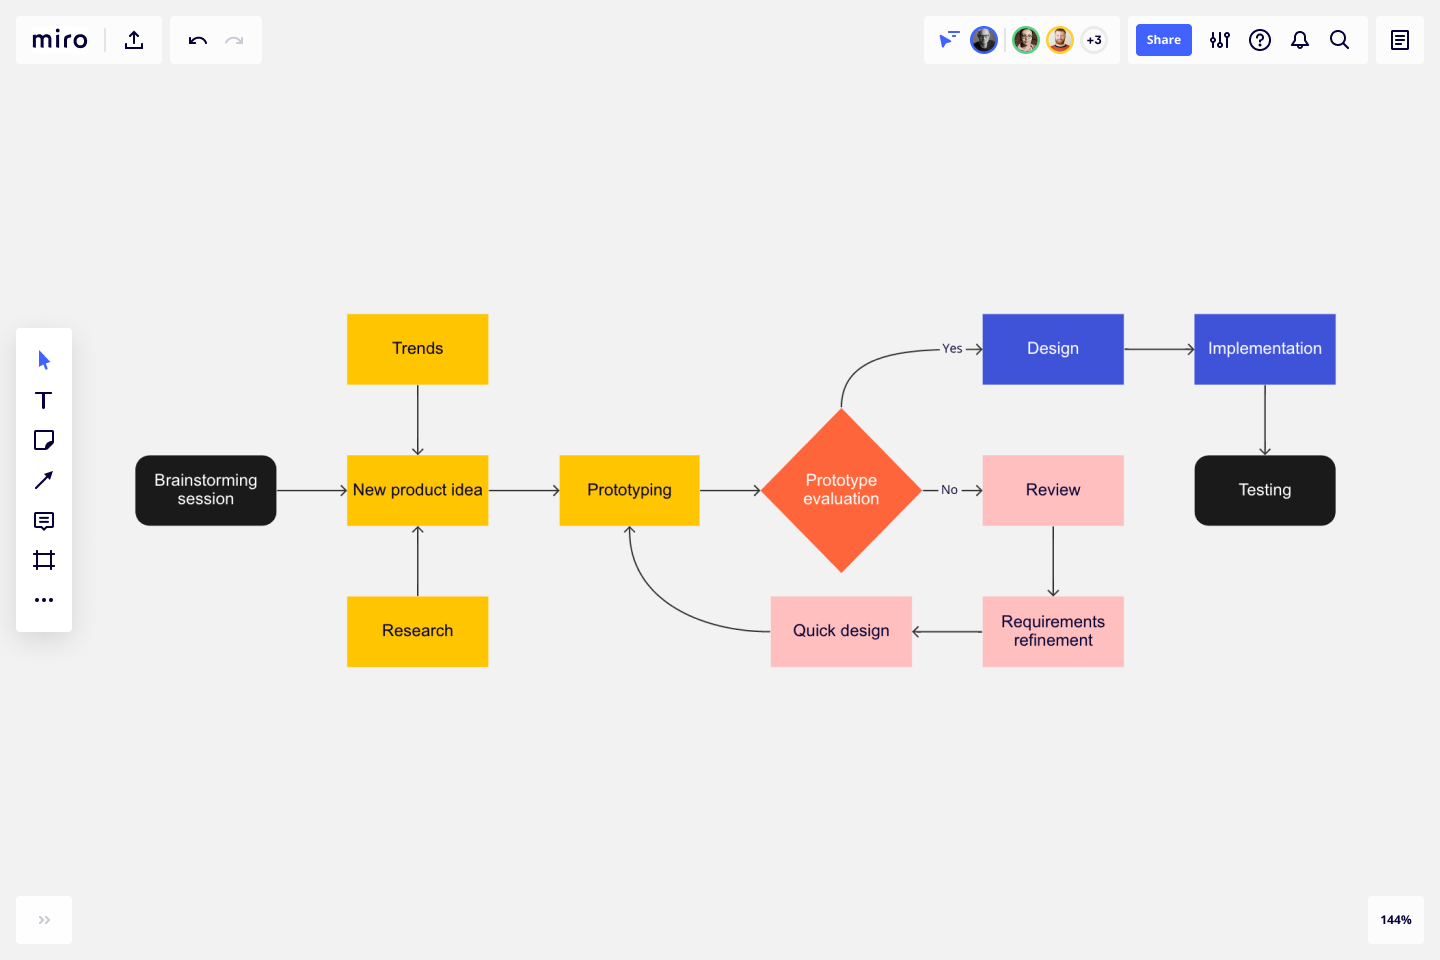 miro
+3
Share
Trends
Yes
Design
Implementation
Brainstorming
session
New product idea
Prototyping
Prototype
evaluation
No
Review
Testing
Research
Quick design
Requirements
refinement
144%